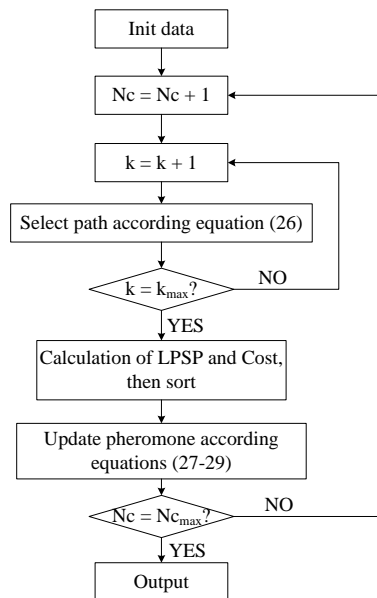 Init data
Nc = Nc + 1
k = k + 1
Select path according equation (26)
k = kmax?
NO
YES
Calculation of LPSP and Cost,
then sort
Update pheromone according
equations (27-29)
Nc = Ncmax?
NO
YES
Output